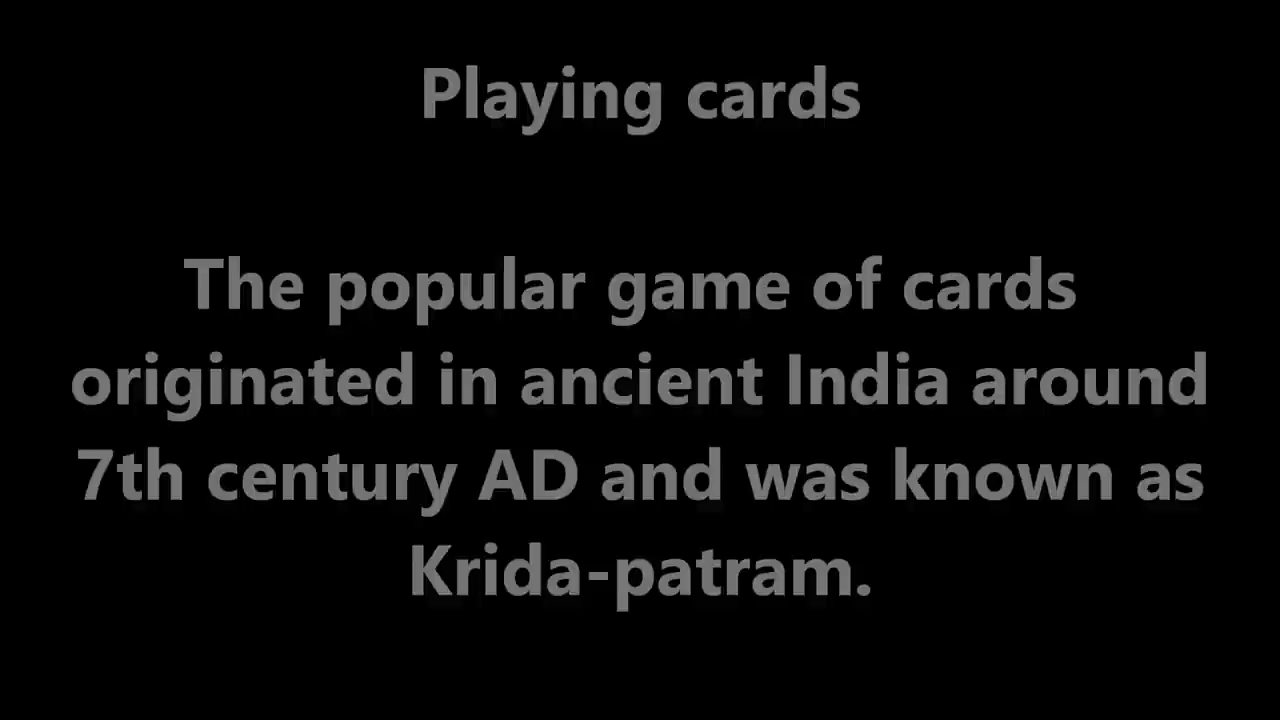 Playing cards
The popular game of cards
originated in ancient India around
7th century AD and was known as
Krida-patram.